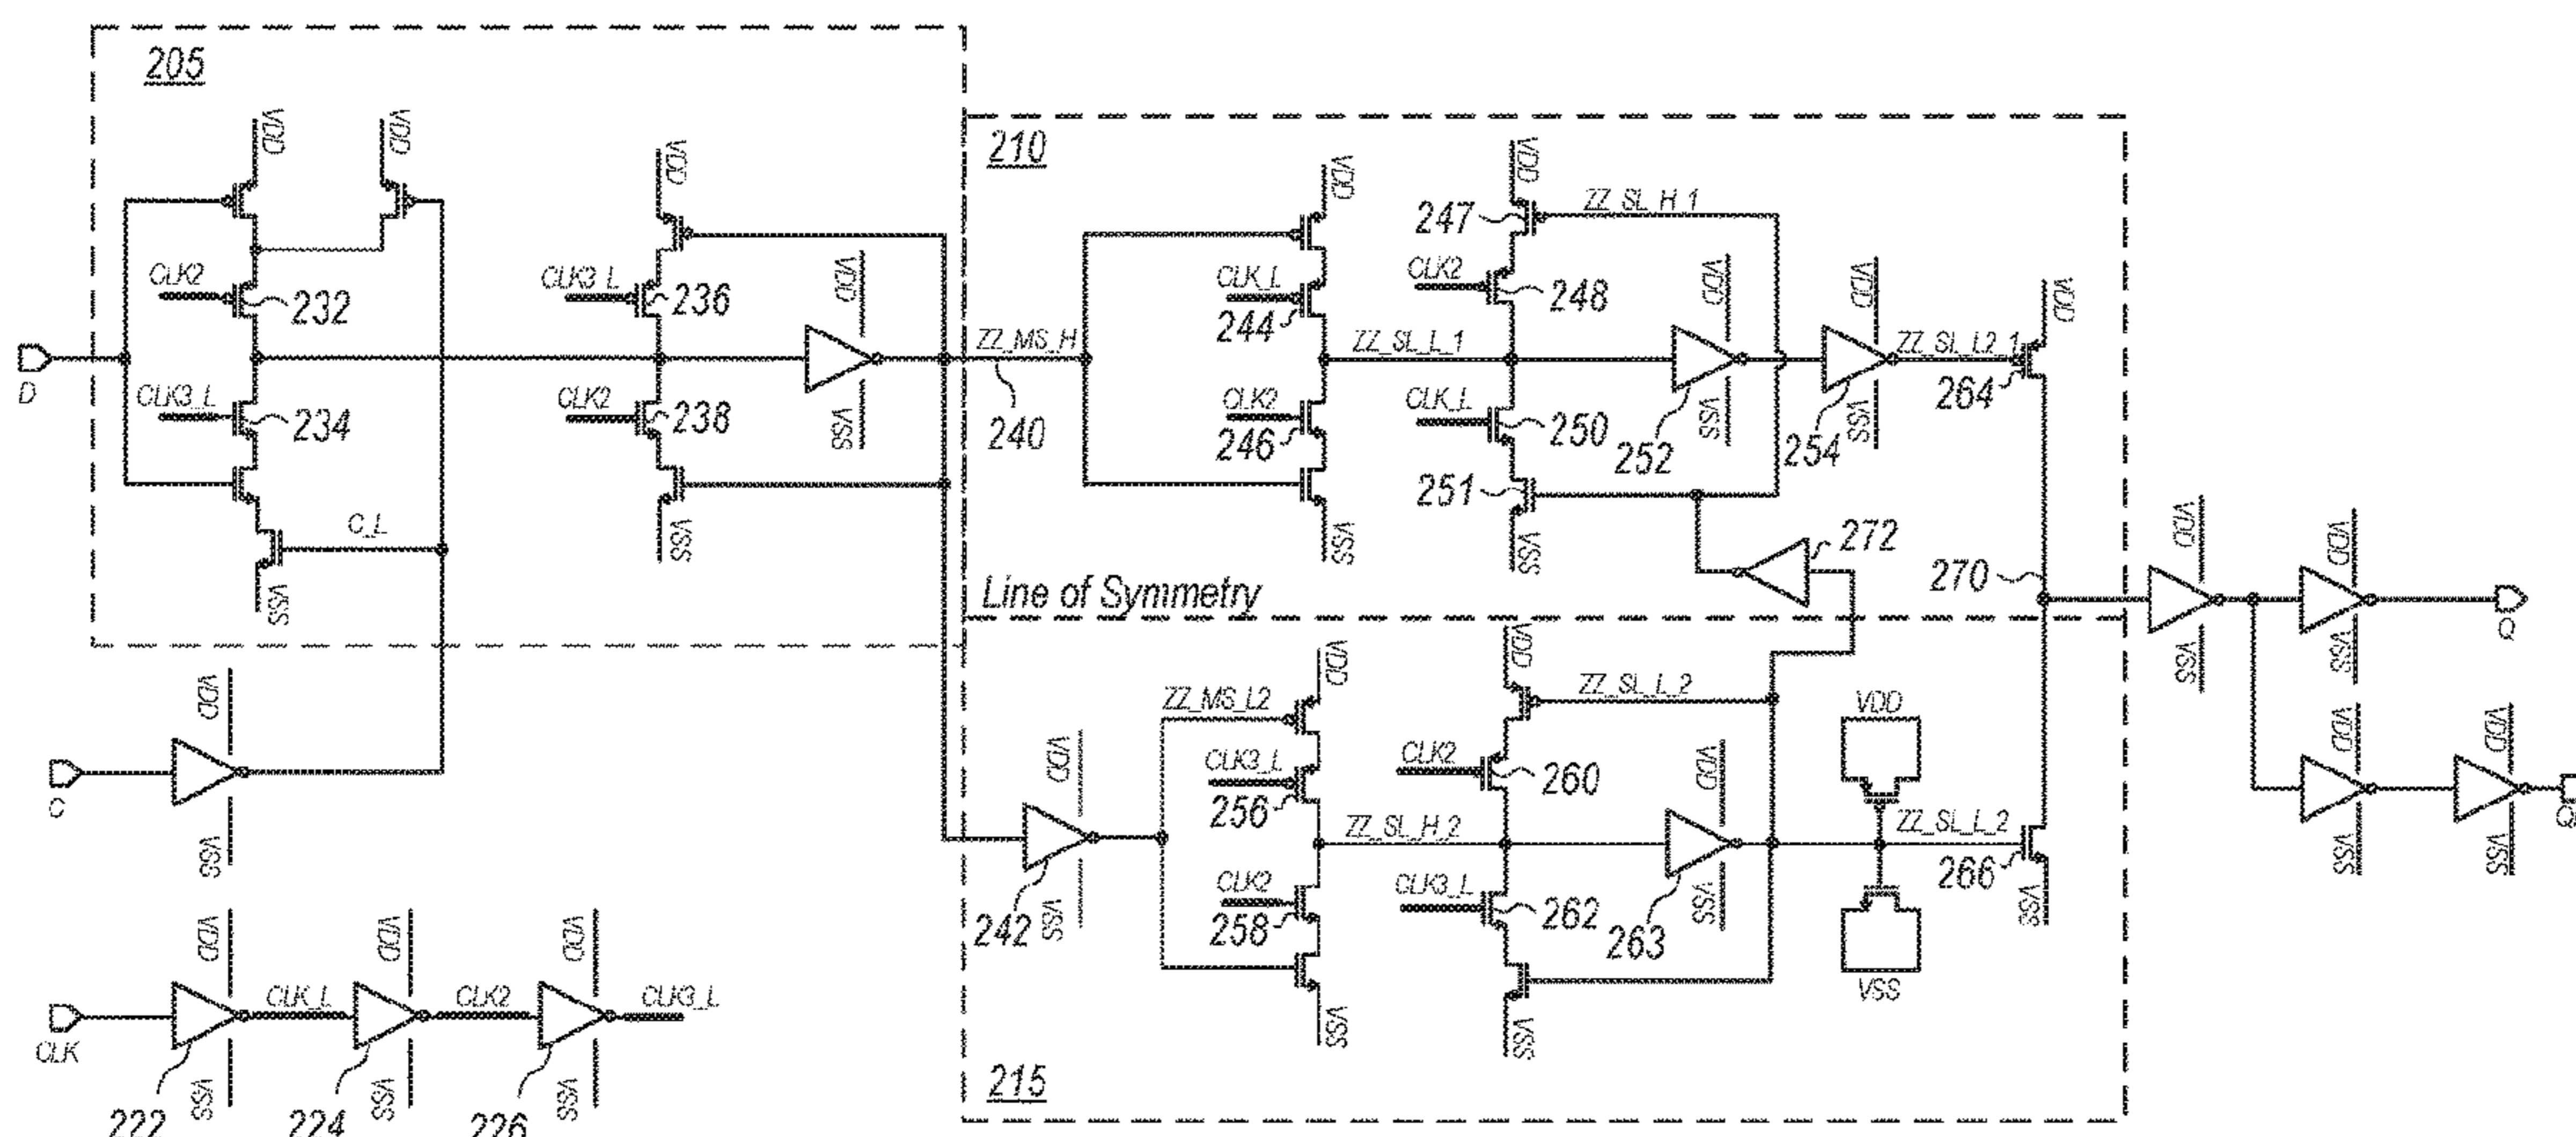 205
VDD
VDD
VDD
CLK2
232
CLK3_L
236
VDD
CLK3_L
234
CLK2
238
VSS
C_L
VSS
VSS
D
ZZ_MS_H
240
210
VDD
VDD
247
ZZ_SL_H_1
CLK_L
244
CLK2
248
VDD
VDD
ZZ_SL_L_1
ZZ_SL_L2_1
VDD
264
CLK2
246
CLK_L
250
252
VSS
254
VSS
251
VSS
VSS
272
Line of Symmetry
270
VDD
VDD
VSS
VSS
Q
VDD
VDD
VSS
VSS
C
VDD
VSS
VDD
VDD
ZZ_MS_L2
ZZ_SL_L_2
VDD
VDD
CLK3_L
256
CLK2
260
VDD
ZZ_SL_H_2
ZZ_SL_L_2
242
VSS
CLK2
258
CLK3_L
262
263
VSS
266
VSS
VSS
VSS
VSS
215
CLK
VDD
CLK_L
VDD
CLK2
VDD
CLK3_L
222
VSS
224
VSS
226
VSS